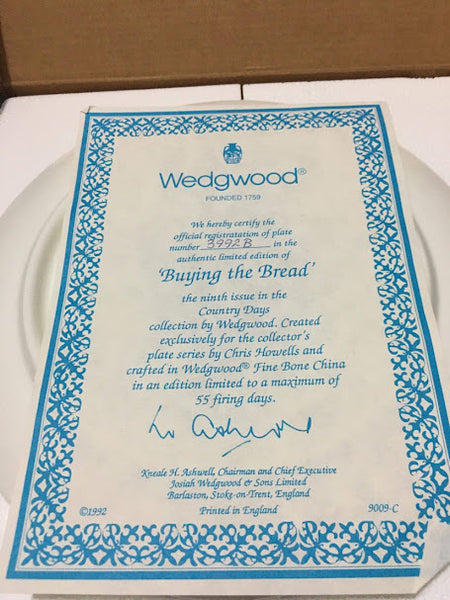 Wedgwood®
FOUNDED 1759
We hereby certify the
official registratation of plate
number 3992B in the
authentic limited edition of
'Buying the Bread'
the ninth issue in the
Country Days
collection by Wedgwood. Created
exclusively for the collector's
plate series by Chris Howells and
crafted in Wedgwood® Fine Bone China
in an edition limited to a maximum of
55 firing days.
Kneale H. Ashwell, Chairman and Chief Executive
Josiah Wedgwood & Sons Limited
Barlaston, Stoke-on-Trent, England
©1992 Printed in England 9009-C